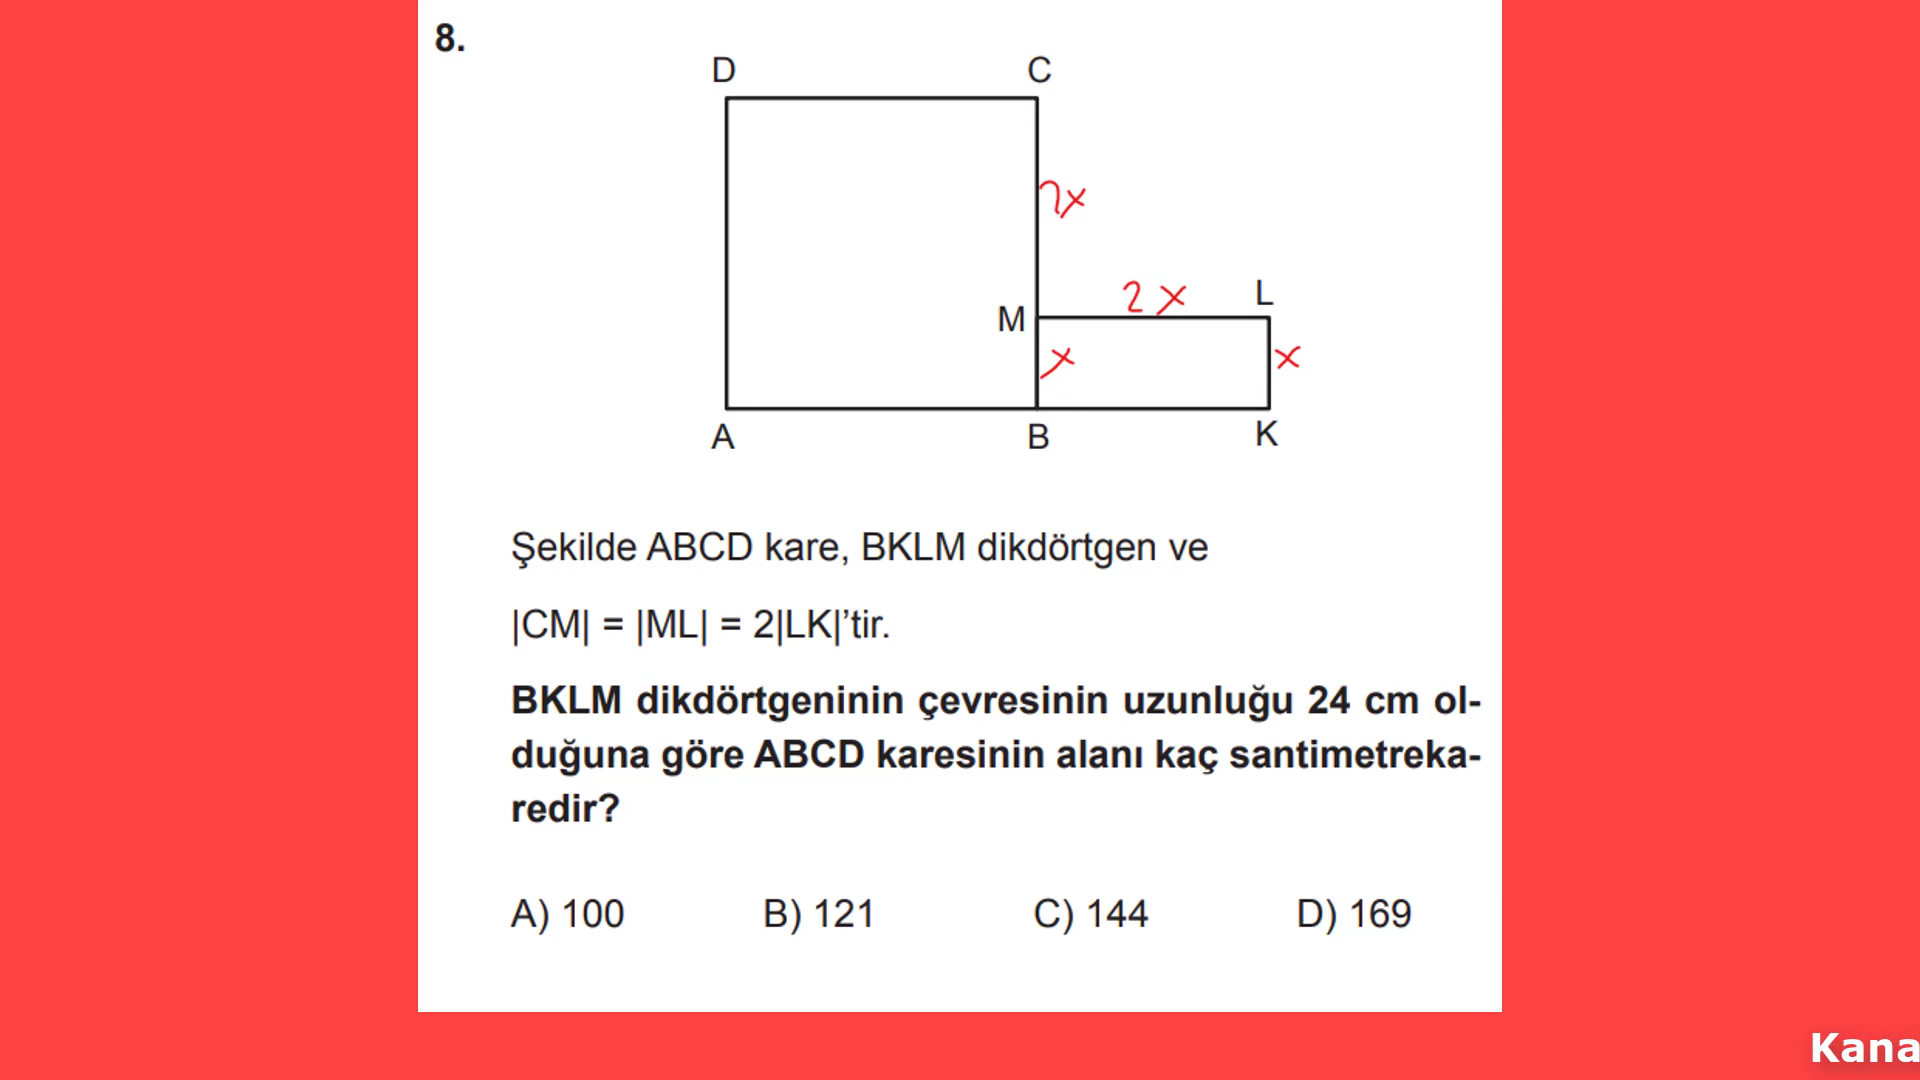 8.
D
C
2x
2x
L
M
x
x
A
B
K
Şekilde ABCD kare, BKLM dikdörtgen ve
|CM| = |ML| = 2|LK|’tir.
BKLM dikdörtgeninin çevresinin uzunluğu 24 cm ol-
duğuna göre ABCD karesinin alanı kaç santimetreka-
redir?
A) 100 B) 121 C) 144 D) 169
Kana